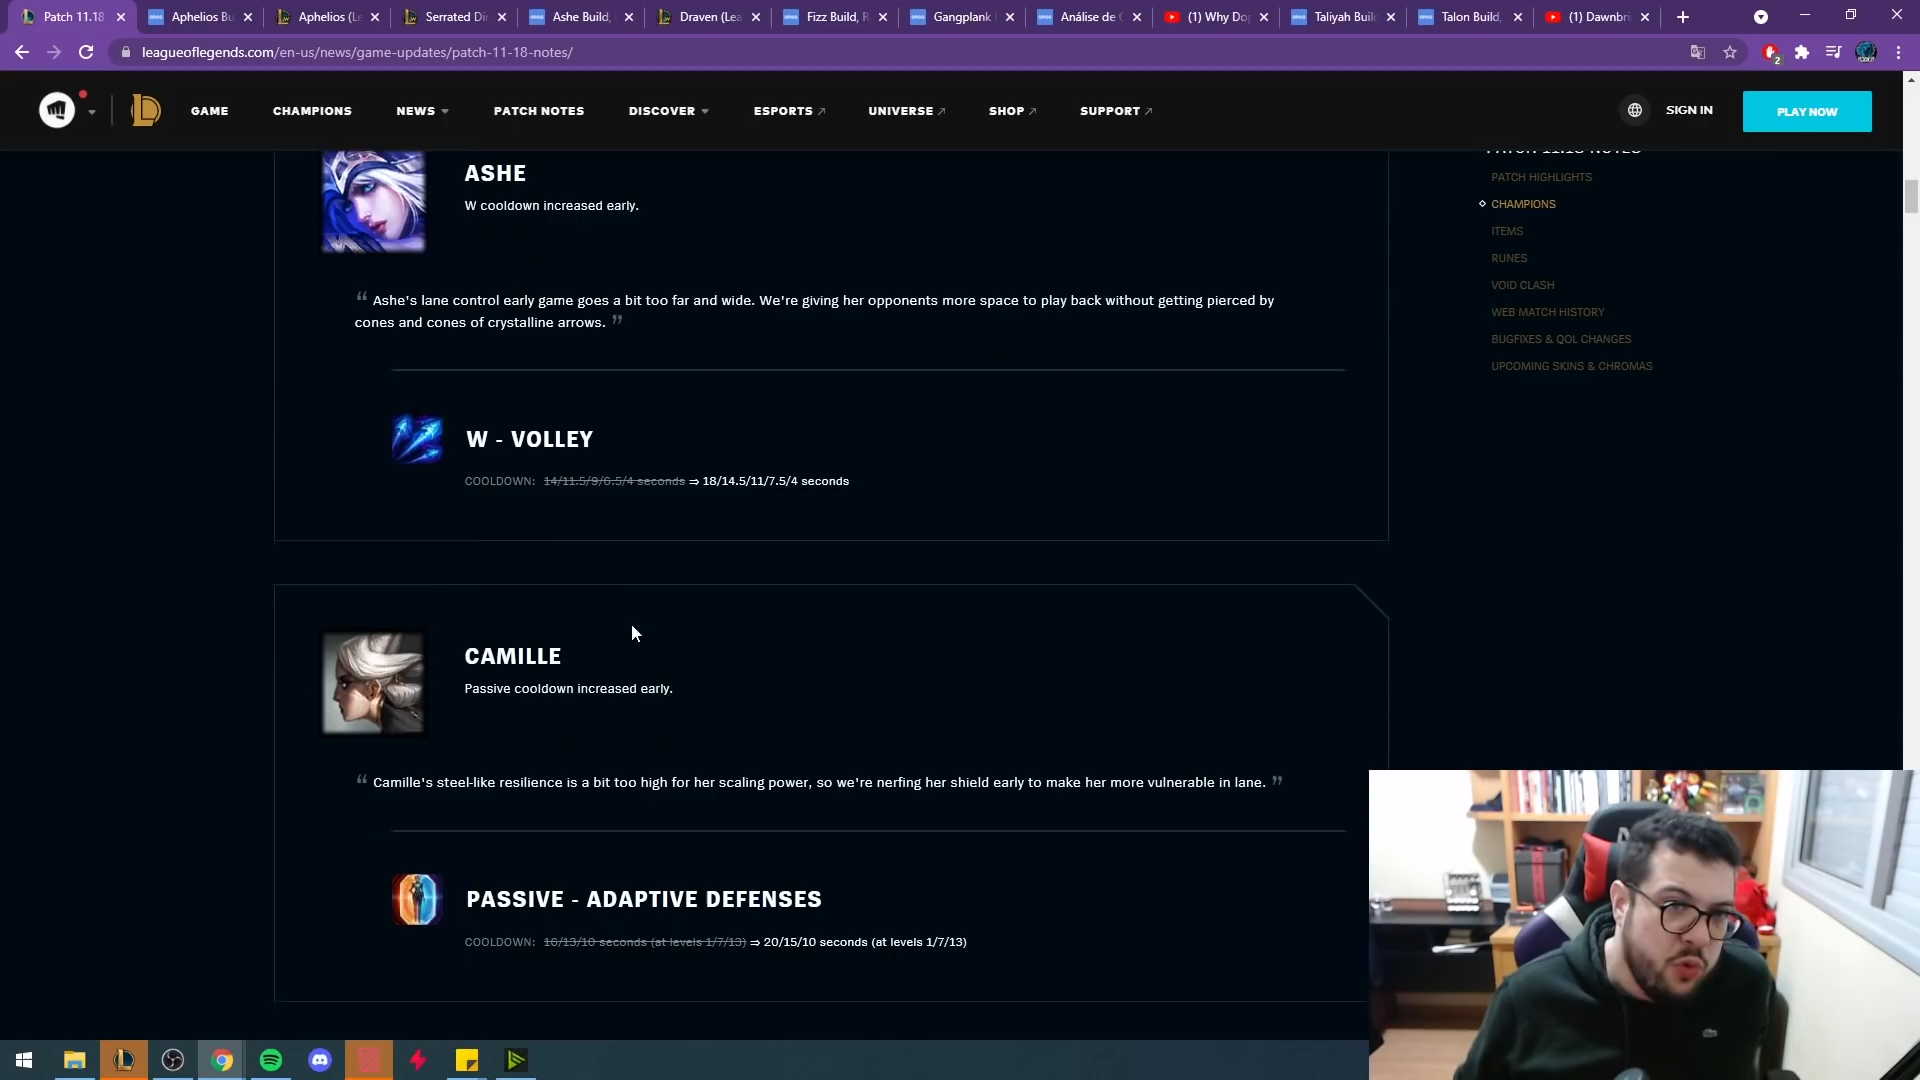 Patch 11.18
Aphelios Bu
Aphelios (Le
Serrated Dir
Ashe Build,
Draven (Lea
Fizz Build, R
Gangplank
Análise de
(1) Why Do
Taliyah Buil
Talon Build,
(1) Dawnbri
leagueoflegends.com/en-us/news/game-updates/patch-11-18-notes/
2
GAME
CHAMPIONS
NEWS
PATCH NOTES
DISCOVER
ESPORTS
UNIVERSE
SHOP
SUPPORT
SIGN IN
PLAY NOW
PATCH 11.18 NOTES
PATCH HIGHLIGHTS
CHAMPIONS
ITEMS
RUNES
VOID CLASH
WEB MATCH HISTORY
BUGFIXES & QOL CHANGES
UPCOMING SKINS & CHROMAS
ASHE
W cooldown increased early.
“ Ashe's lane control early game goes a bit too far and wide. We're giving her opponents more space to play back without getting pierced by
cones and cones of crystalline arrows. ”
W - VOLLEY
COOLDOWN: 14/11.5/9/6.5/4 seconds ⇒ 18/14.5/11/7.5/4 seconds
CAMILLE
Passive cooldown increased early.
“ Camille's steel-like resilience is a bit too high for her scaling power, so we're nerfing her shield early to make her more vulnerable in lane. ”
PASSIVE - ADAPTIVE DEFENSES
COOLDOWN: 16/13/10 seconds (at levels 1/7/13) ⇒ 20/15/10 seconds (at levels 1/7/13)